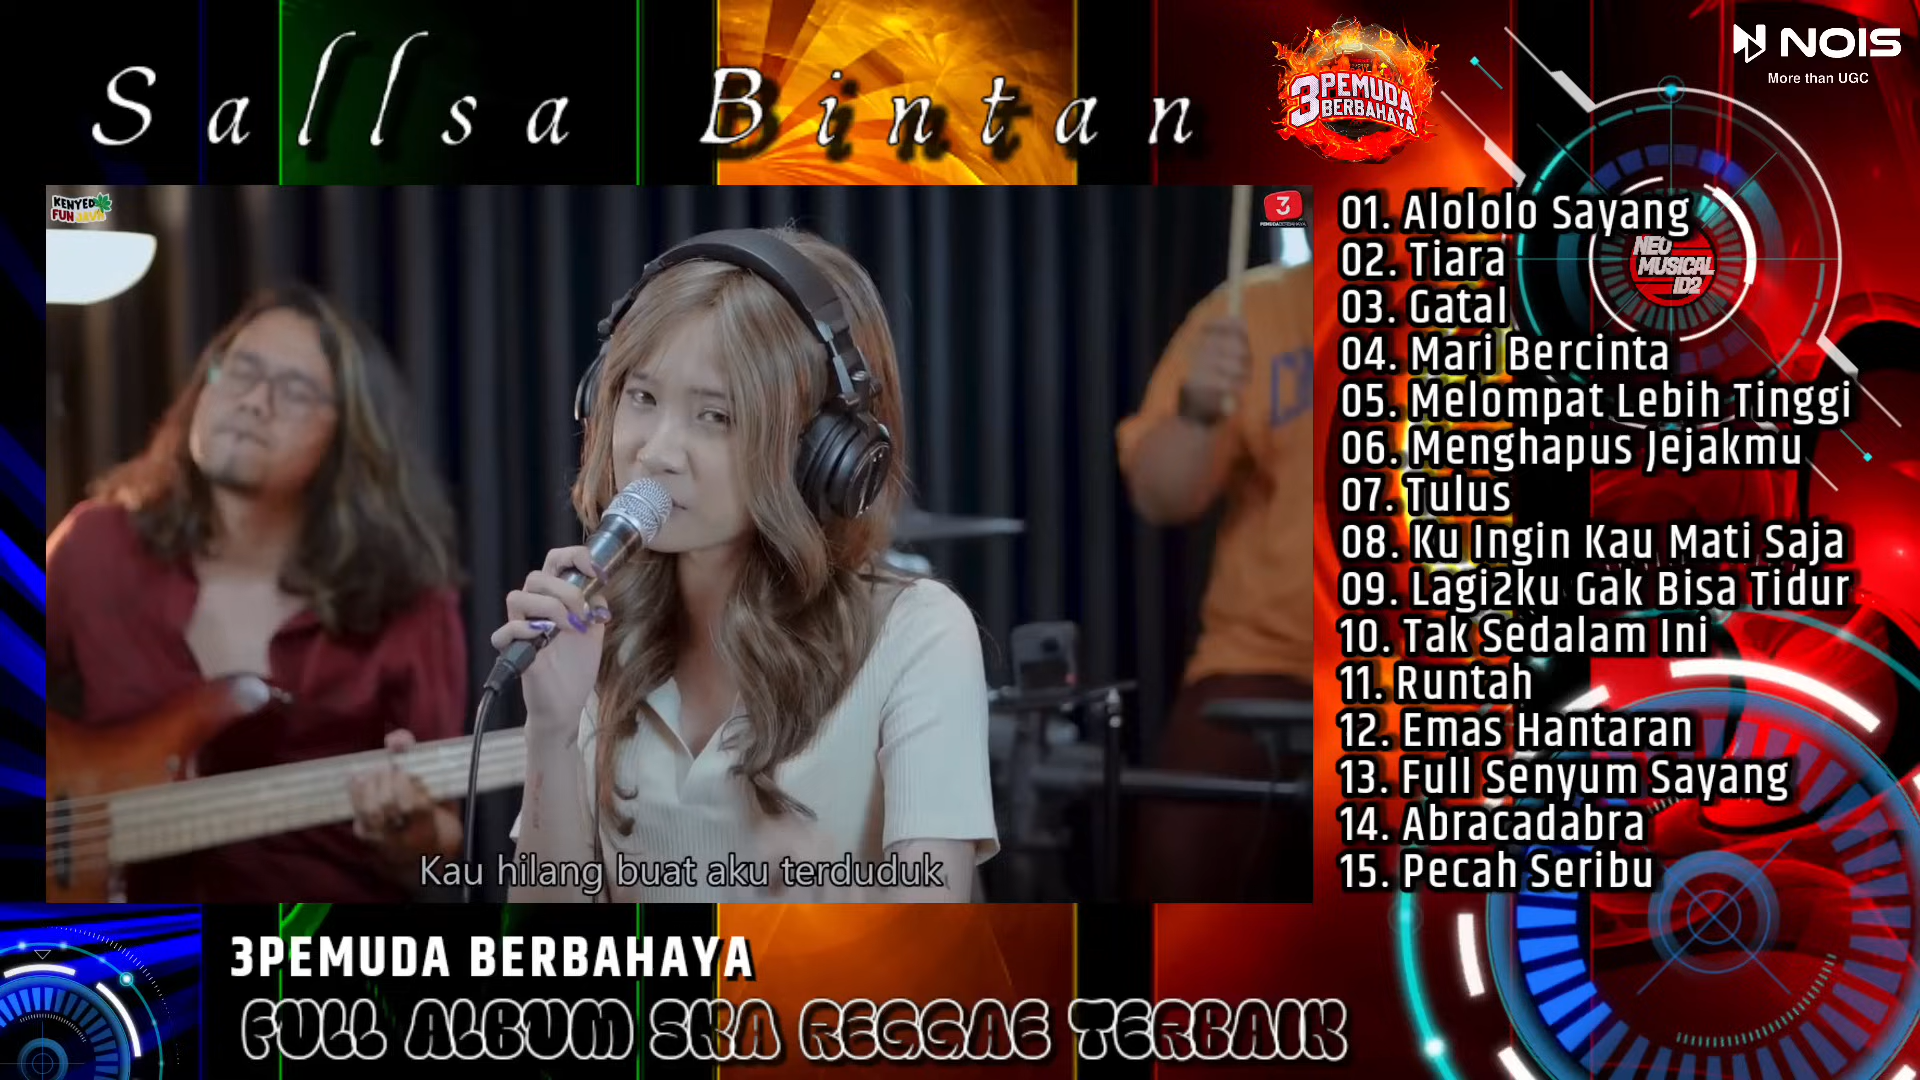 Sallsa Bintan
3PEMUDA
BERBAHAYA
NOIS
More than UGC
KENYED
FUN JAVA
3
01. Alololo Sayang
02. Tiara
03. Gatal
04. Mari Bercinta
05. Melompat Lebih Tinggi
06. Menghapus Jejakmu
07. Tulus
08. Ku Ingin Kau Mati Saja
09. Lagi2ku Gak Bisa Tidur
10. Tak Sedalam Ini
11. Runtah
12. Emas Hantaran
13. Full Senyum Sayang
14. Abracadabra
15. Pecah Seribu
NEO
MUSICAL
ID2
Kau hilang buat aku terduduk
3PEMUDA BERBAHAYA
FULL ALBUM SKA REGGAE TERBAIK